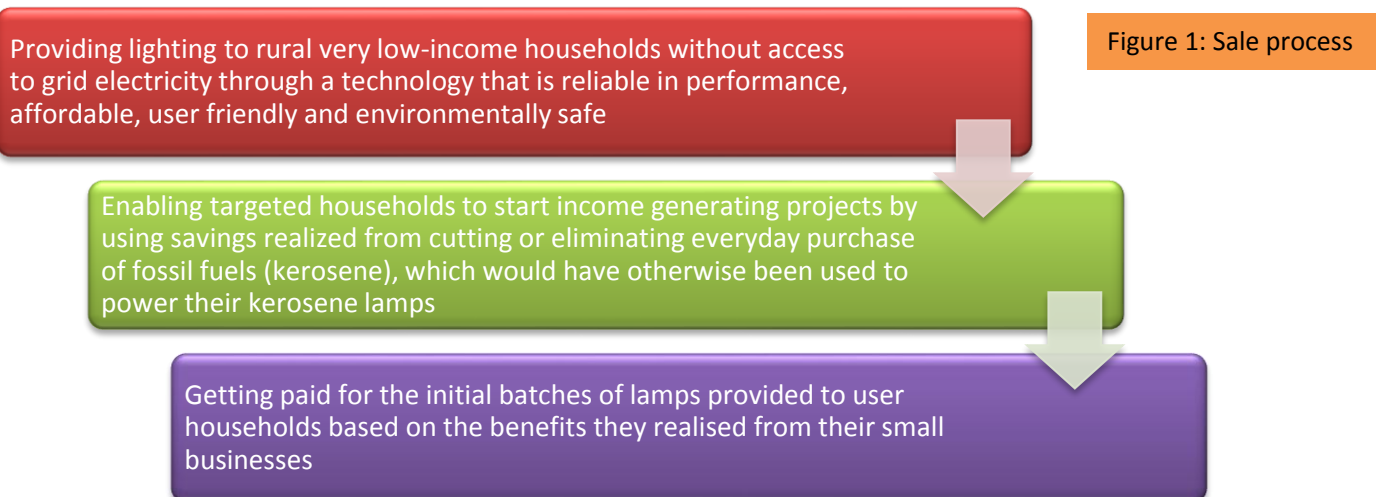 Figure 1: Sale process
Providing lighting to rural very low-income households without access
to grid electricity through a technology that is reliable in performance,
affordable, user friendly and environmentally safe
Enabling targeted households to start income generating projects by
using savings realized from cutting or eliminating everyday purchase
of fossil fuels (kerosene), which would have otherwise been used to
power their kerosene lamps
Getting paid for the initial batches of lamps provided to user
households based on the benefits they realised from their small
businesses